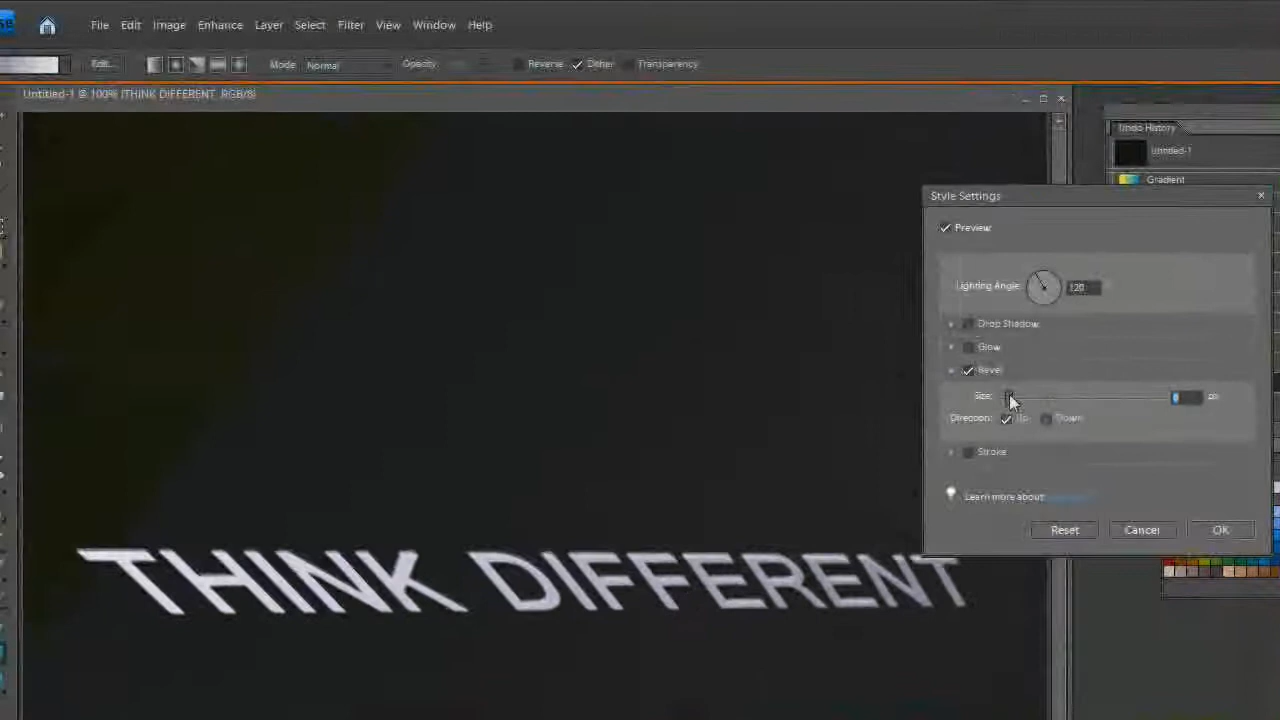 File Edit Image Enhance Layer Select Filter View Window Help
Edit... Mode Normal Opacity Reverse Dither Transparency
Untitled-1 @ 100% (THINK DIFFERENT, RGB/8)
Undo History
Untitled-1
Gradient
Style Settings
Preview
Lighting Angle: 120
Drop Shadow
Glow
Bevel
Size: px
Direction: Up Down
Stroke
Learn more about:
Reset Cancel OK
THINK DIFFERENT